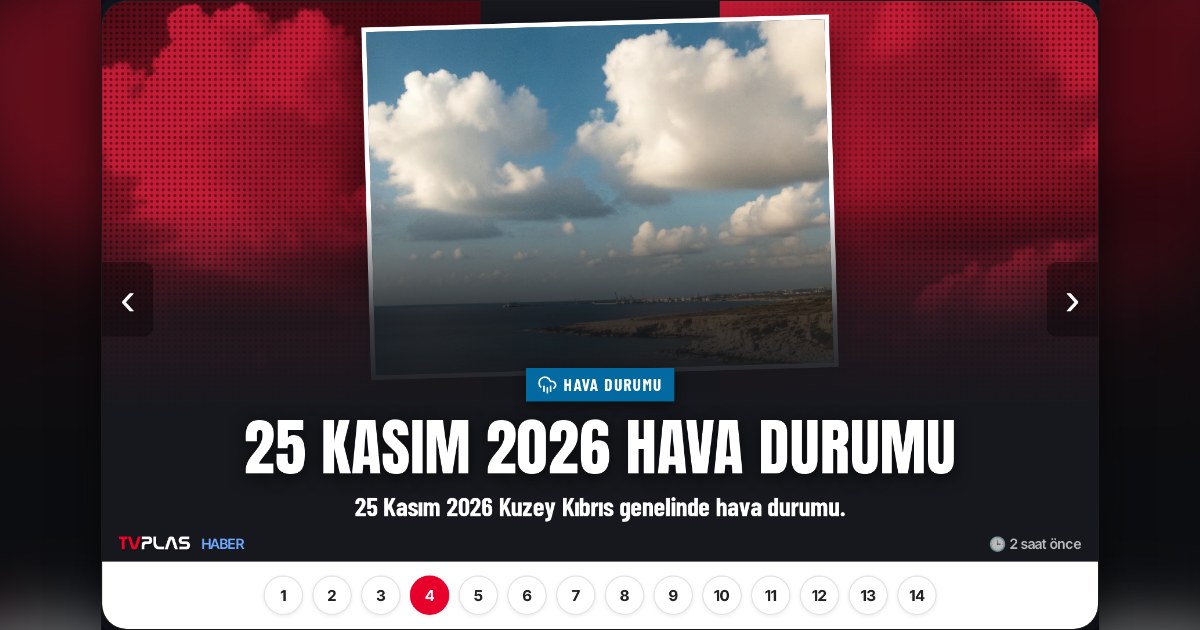 HAVA DURUMU
25 KASIM 2026 HAVA DURUMU
25 Kasım 2026 Kuzey Kıbrıs genelinde hava durumu.
TVPLAS HABER
2 saat önce
1 2 3 4 5 6 7 8 9 10 11 12 13 14